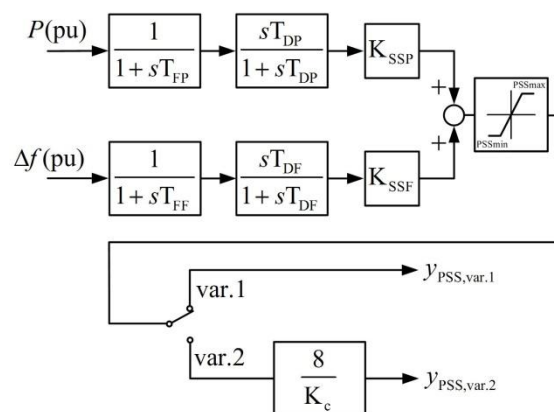 P(pu)
1
1 + sT_FP
sT_DP
1 + sT_DP
K_SSP
+
+
PSSmax
PSSmin
Δf(pu)
1
1 + sT_FF
sT_DF
1 + sT_DF
K_SSF
var.1
y_PSS,var.1
var.2
8
K_c
y_PSS,var.2